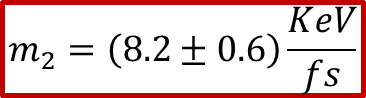 m₂ = (8.2 ± 0.6) KeV/fs